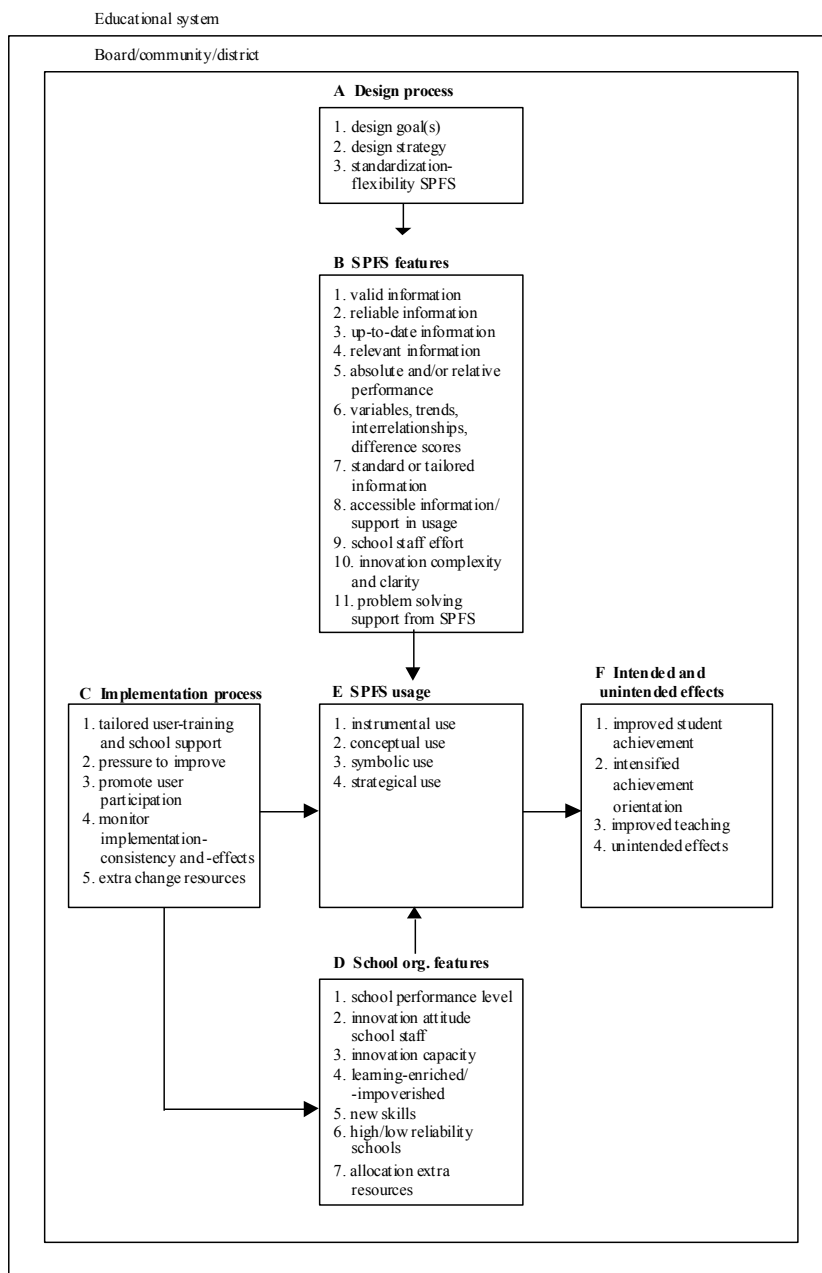 Educational system
Board/community/district
A Design process
1. design goal(s)
2. design strategy
3. standardization-
flexibility SPFS
B SPFS features
1. valid information
2. reliable information
3. up-to-date information
4. relevant information
5. absolute and/or relative
performance
6. variables, trends,
interrelationships,
difference scores
7. standard or tailored
information
8. accessible information/
support in usage
9. school staff effort
10. innovation complexity
and clarity
11. problem solving
support from SPFS
C Implementation process
1. tailored user-training
and school support
2. pressure to improve
3. promote user
participation
4. monitor
implementation-
consistency and -effects
5. extra change resources
E SPFS usage
1. instrumental use
2. conceptual use
3. symbolic use
4. strategical use
F Intended and
unintended effects
1. improved student
achievement
2. intensified
achievement
orientation
3. improved teaching
4. unintended effects
D School org. features
1. school performance level
2. innovation attitude
school staff
3. innovation capacity
4. learning-enriched/
-impoverished
5. new skills
6. high/low reliability
schools
7. allocation extra
resources